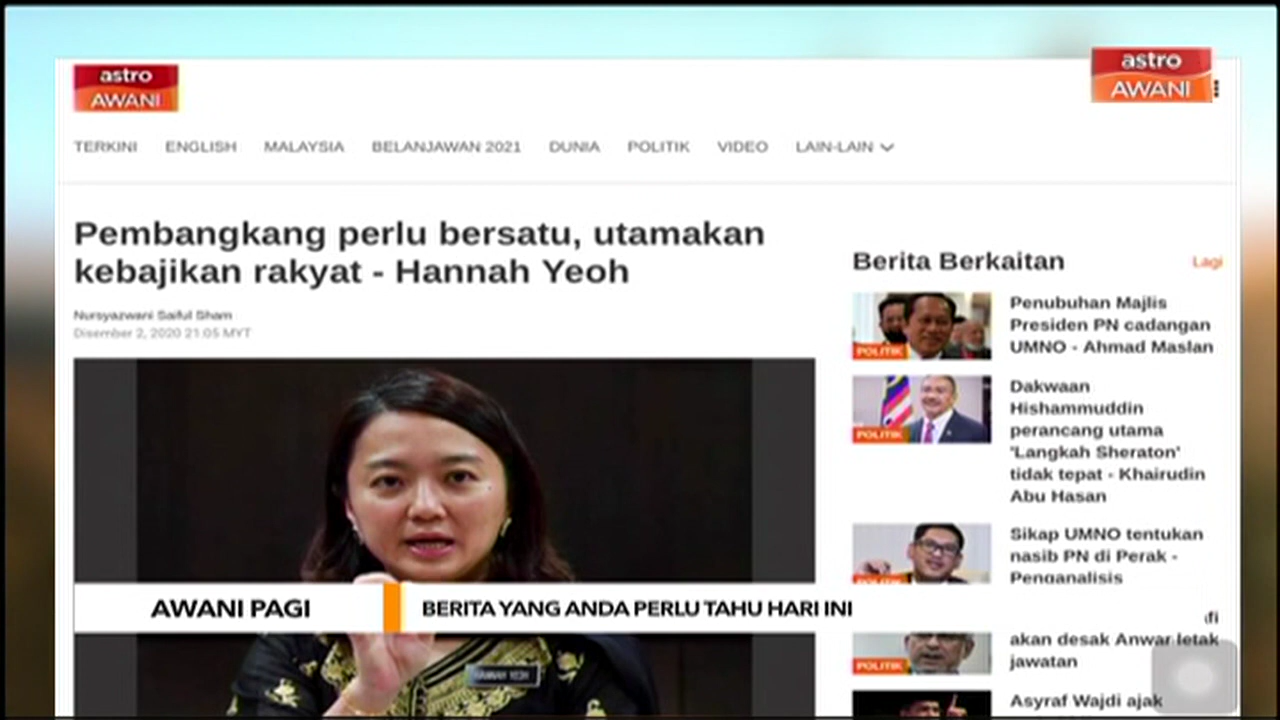 astro
AWANI
astro
AWANI
TERKINI ENGLISH MALAYSIA BELANJAWAN 2021 DUNIA POLITIK VIDEO LAIN-LAIN
Pembangkang perlu bersatu, utamakan
kebajikan rakyat - Hannah Yeoh
Nursyazwani Saiful Sham
Disember 2, 2020 21:05 MYT
HANNAH YEOH
Berita Berkaitan
Lagi
POLITIK
Penubuhan Majlis
Presiden PN cadangan
UMNO - Ahmad Maslan
POLITIK
Dakwaan
Hishammuddin
perancang utama
'Langkah Sheraton'
tidak tepat - Khairudin
Abu Hasan
POLITIK
Sikap UMNO tentukan
nasib PN di Perak -
Penganalisis
POLITIK
akan desak Anwar letak
jawatan
Asyraf Wajdi ajak
AWANI PAGI
BERITA YANG ANDA PERLU TAHU HARI INI